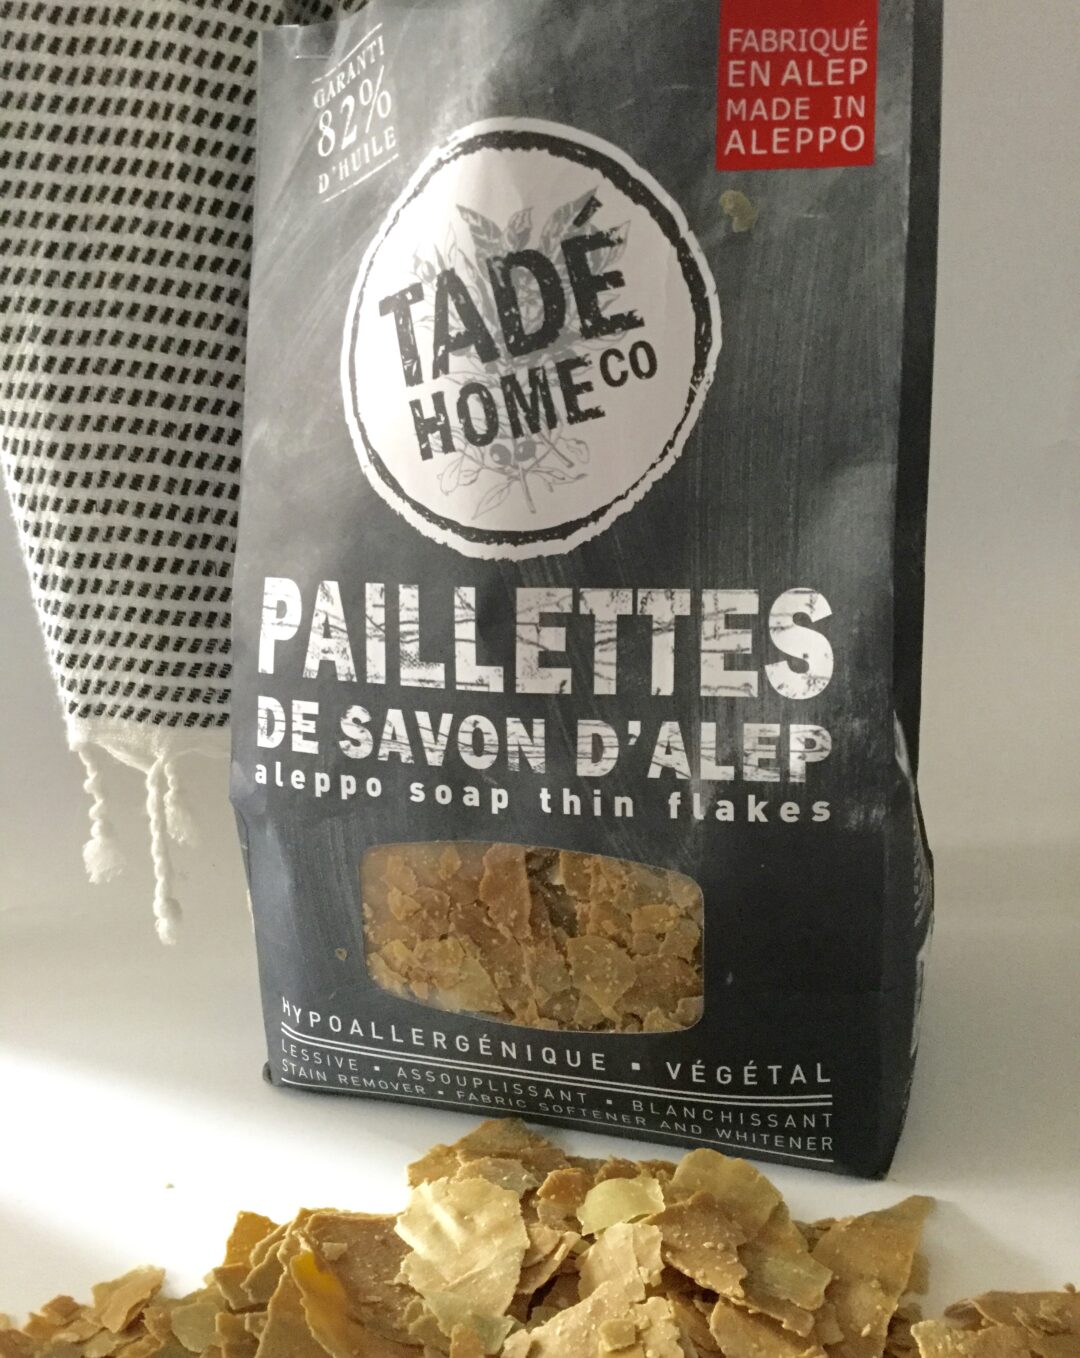 GARANTI
82%
D'HUILE
FABRIQUÉ
EN ALEP
MADE IN
ALEPPO
TADÉ
HOME CO
PAILLETTES
DE SAVON D'ALEP
aleppo soap thin flakes
HYPOALLERGÉNIQUE ▪ VÉGÉTAL
LESSIVE ▪ ASSOUPLISSANT ▪ BLANCHISSANT
STAIN REMOVER ▪ FABRIC SOFTENER AND WHITENER